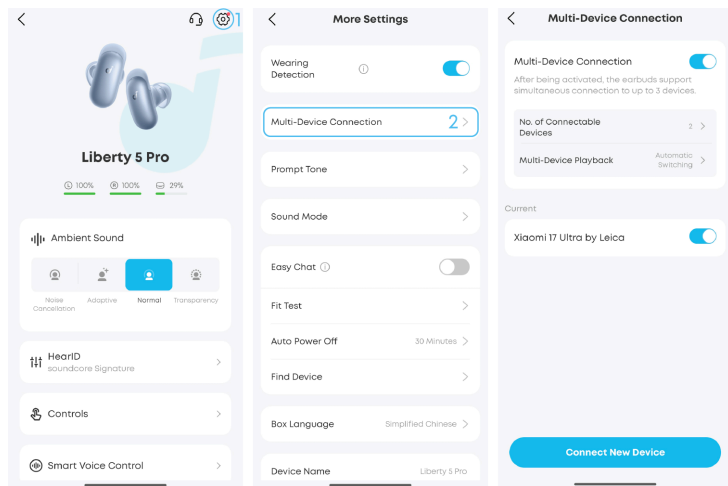 1
Liberty 5 Pro
L 100% R 100% 29%
Ambient Sound
Noise Cancellation
Adaptive
Normal
Transparency
HearID
soundcore Signature
Controls
Smart Voice Control
More Settings
Wearing
Detection
Multi-Device Connection 2
Prompt Tone
Sound Mode
Easy Chat
Fit Test
Auto Power Off 30 Minutes
Find Device
Box Language Simplified Chinese
Device Name Liberty 5 Pro
Multi-Device Connection
Multi-Device Connection
After being activated, the earbuds support
simultaneous connection to up to 3 devices.
No. of Connectable
Devices
2
Multi-Device Playback
Automatic
Switching
Current
Xiaomi 17 Ultra by Leica
Connect New Device